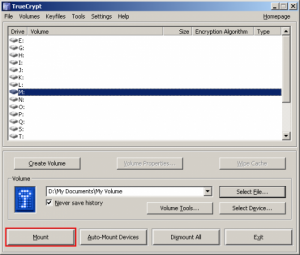 TrueCrypt
File Volumes Keyfiles Tools Settings Help Homepage
Drive Volume Size Encryption Algorithm Type
E:
F:
G:
H:
I:
J:
K:
L:
M:
N:
O:
P:
Q:
S:
T:
Create Volume Volume Properties... Wipe Cache
Volume
D:\My Documents\My Volume Select File...
Never save history
Volume Tools... Select Device...
Mount Auto-Mount Devices Dismount All Exit